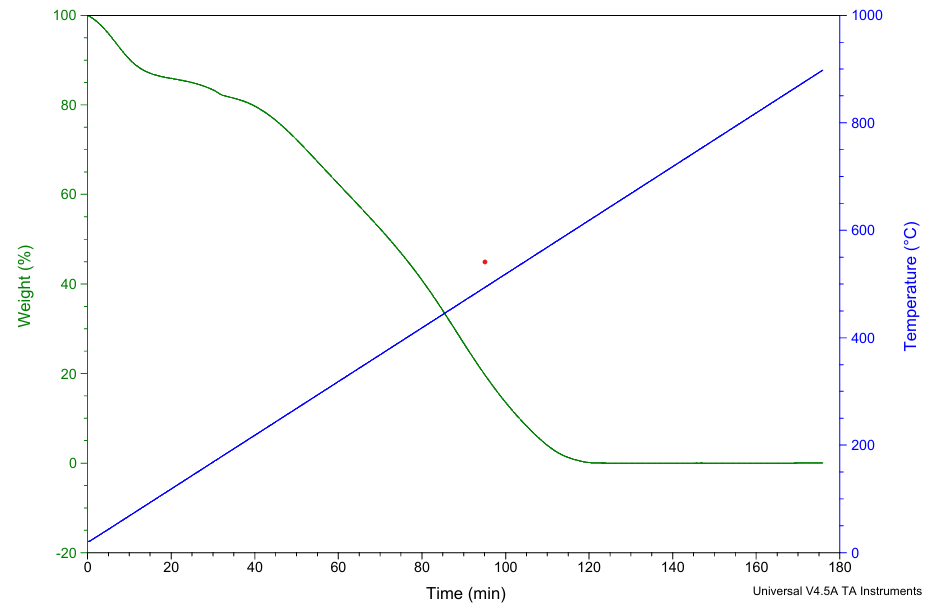 100
80
60
40
20
0
-20
Weight (%)
0 20 40 60 80 100 120 140 160 180
Time (min)
1000
800
600
400
200
0
Temperature (°C)
Universal V4.5A TA Instruments